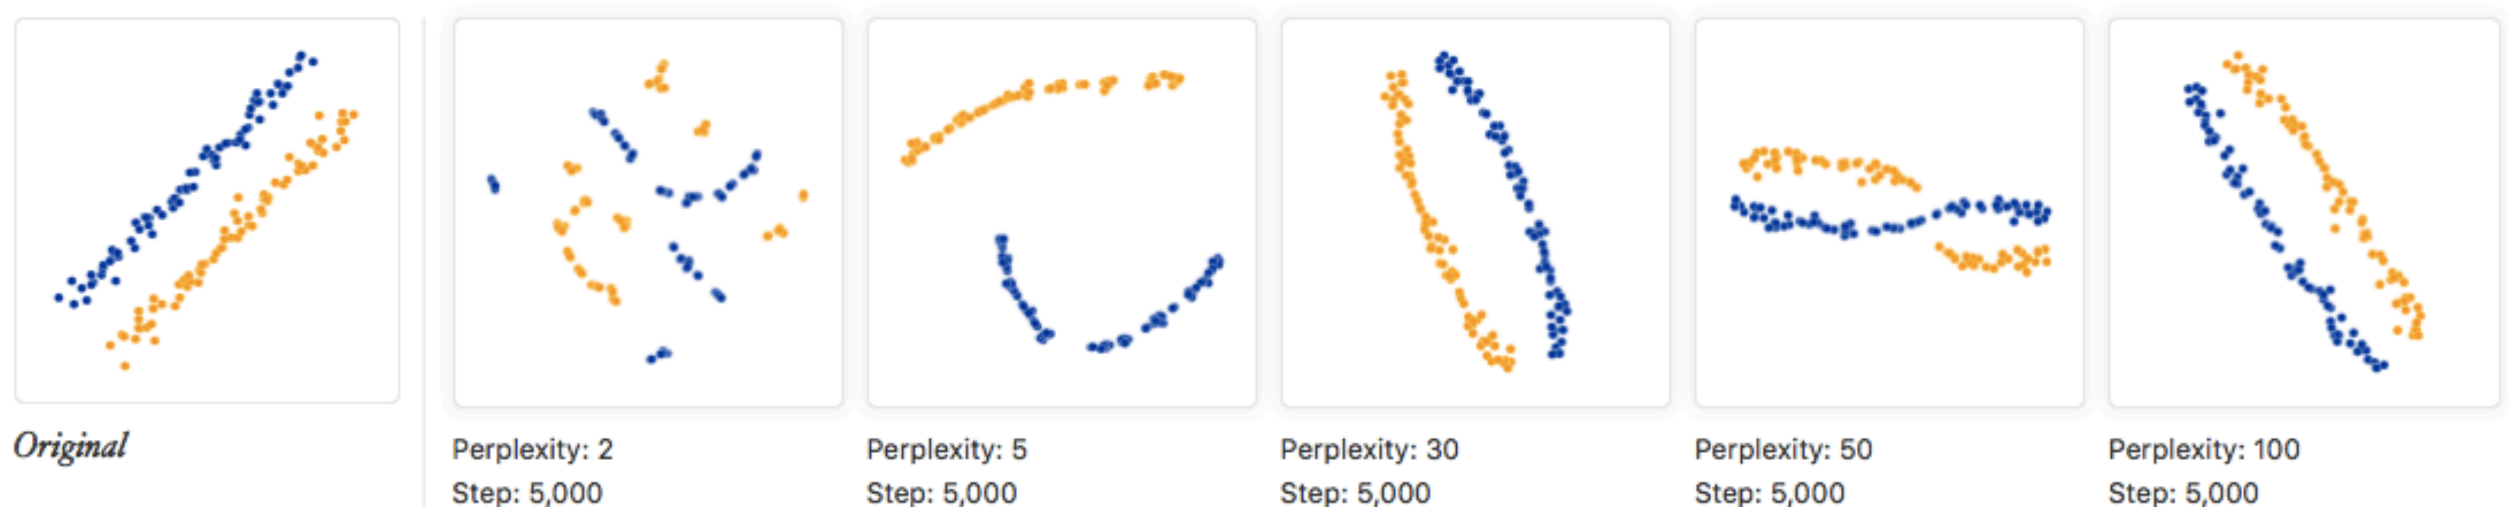 Original
Perplexity: 2
Step: 5,000
Perplexity: 5
Step: 5,000
Perplexity: 30
Step: 5,000
Perplexity: 50
Step: 5,000
Perplexity: 100
Step: 5,000